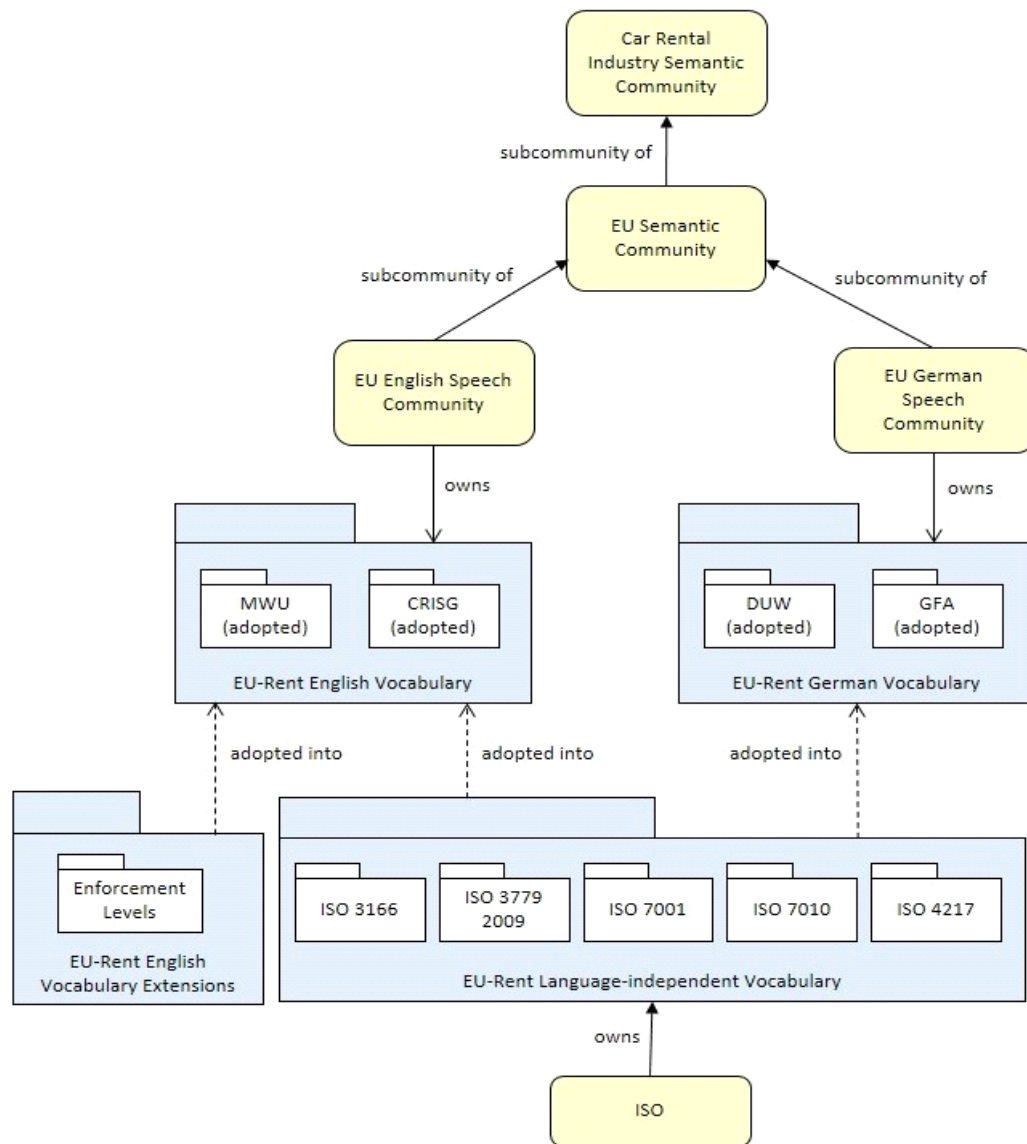 Car Rental
Industry Semantic
Community
subcommunity of
EU Semantic
Community
subcommunity of
subcommunity of
EU English Speech
Community
EU German
Speech
Community
owns
owns
MWU
(adopted)
CRISG
(adopted)
DUW
(adopted)
GFA
(adopted)
EU-Rent English Vocabulary
EU-Rent German Vocabulary
adopted into
adopted into
adopted into
Enforcement
Levels
ISO 3166
ISO 3779
2009
ISO 7001
ISO 7010
ISO 4217
EU-Rent English
Vocabulary Extensions
EU-Rent Language-independent Vocabulary
owns
ISO